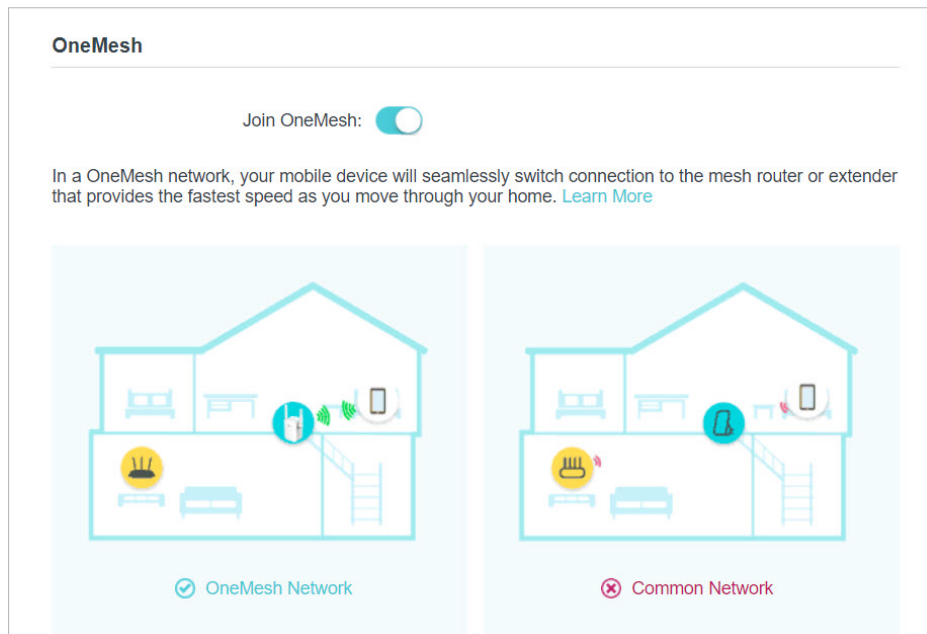 OneMesh
Join OneMesh:
In a OneMesh network, your mobile device will seamlessly switch connection to the mesh router or extender
that provides the fastest speed as you move through your home. Learn More
OneMesh Network
Common Network